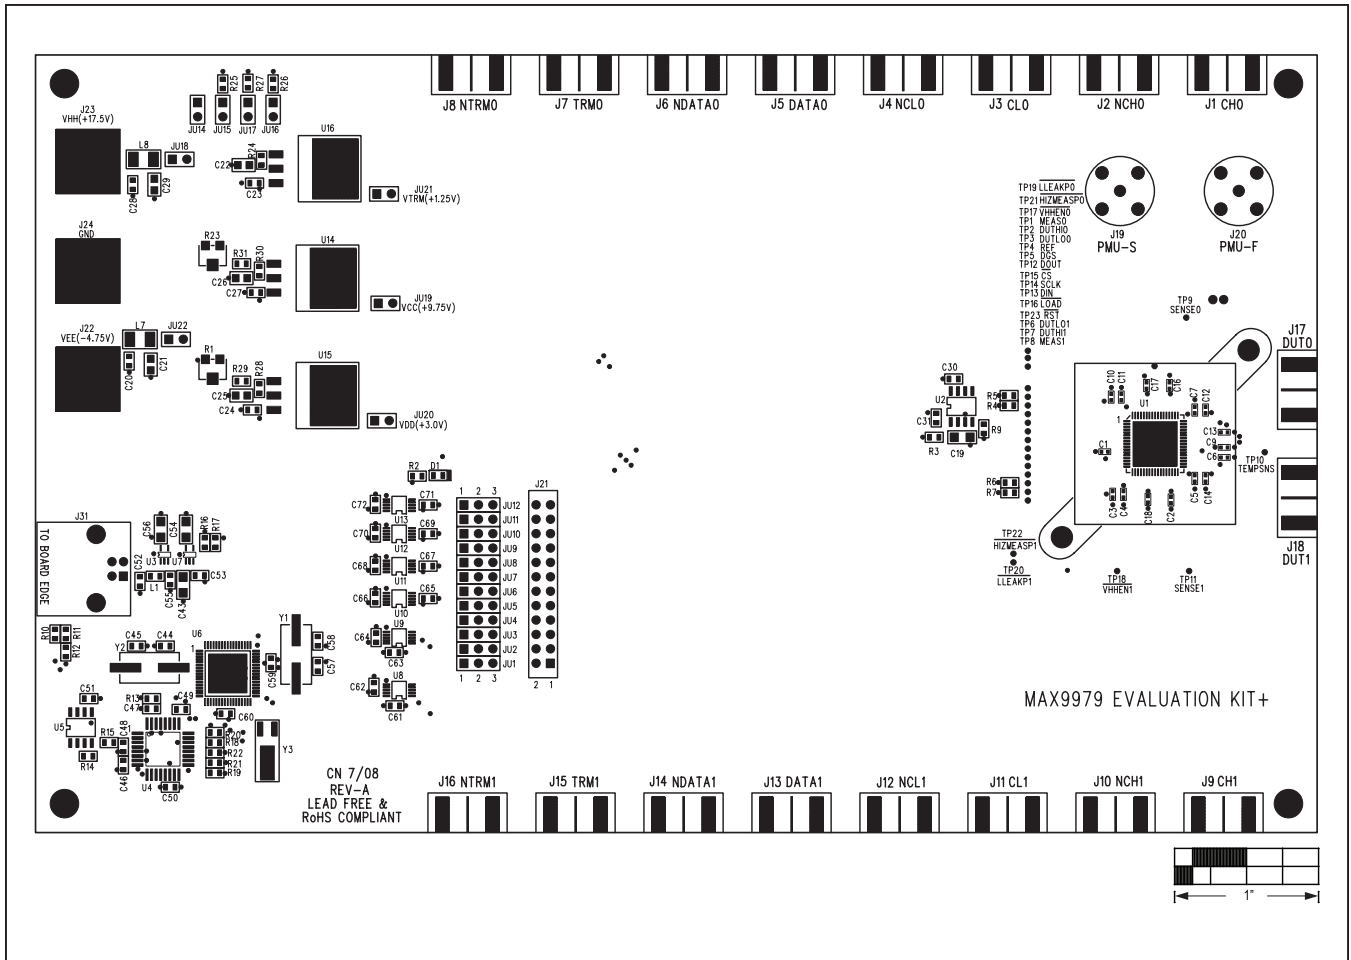 J8 NTRM0
J7 TRM0
J6 NDATA0
J5 DATA0
J4 NCL0
J3 CL0
J2 NCH0
J1 CH0
R25
R27
R26
JU14
JU15
JU17
JU16
J23
VHH(+17.5V)
L8
JU18
C28
C29
C22
R24
C23
U16
JU21
VTRM(+1.25V)
J24
GND
R23
R31
R30
C26
C27
U14
JU19
VCC(+9.75V)
J22
VEE(-4.75V)
L7
JU22
C20
C21
R1
R29
R28
C25
C24
U15
JU20
VDD(+3.0V)
TP19 LLEAKP0
TP21 HIZMEASP0
TP17 VHHEN0
TP1 MEAS0
TP2 DUTHI0
TP3 DUTLO0
TP4 REF
TP5 DGS
TP12 DOUT
TP15 CS
TP14 SCLK
TP13 DIN
TP16 LOAD
TP23 RST
TP6 DUTLO1
TP7 DUTHI1
TP8 MEAS1
J19
PMU-S
J20
PMU-F
TP9
SENSE0
J17
DUT0
C30
U2
C31
R3
C19
R9
R5
R4
R6
R7
C10
C11
C17
C16
U1
1
C7
C12
C1
C13
C9
C6
C3
C4
C18
C2
C5
C14
TP10
TEMPSNS
J18
DUT1
TP22
HIZMEASP1
TP20
LLEAKP1
TP18
VHHEN1
TP11
SENSE1
R2
D1
C72
U13
C71
C70
U12
C69
C68
U11
C67
C66
U10
C65
C64
U9
C63
C62
U8
C61
1 2 3
JU12
JU11
JU10
JU9
JU8
JU7
JU6
JU5
JU4
JU3
JU2
JU1
1 2 3
J21
2 1
J31
TO BOARD EDGE
C56
C54
R16
R17
U3
U7
C52
L1
C55
C43
C53
R10
R11
R12
Y2
C45
C44
U6
1
Y1
C58
C57
C59
C51
U5
R13
C47
C49
C60
R15
C48
R14
C46
U4
1
C50
R20
R18
R22
R21
R19
Y3
CN 7/08
REV-A
LEAD FREE &
RoHS COMPLIANT
MAX9979 EVALUATION KIT+
J16 NTRM1
J15 TRM1
J14 NDATA1
J13 DATA1
J12 NCL1
J11 CL1
J10 NCH1
J9 CH1
1"